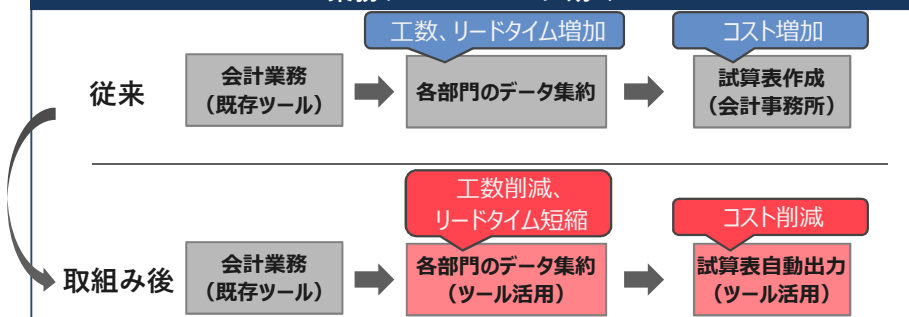 工数、リードタイム増加
コスト増加
従来
会計業務
(既存ツール)
各部門のデータ集約
試算表作成
(会計事務所)
工数削減、
リードタイム短縮
コスト削減
取組み後
会計業務
(既存ツール)
各部門のデータ集約
(ツール活用)
試算表自動出力
(ツール活用)